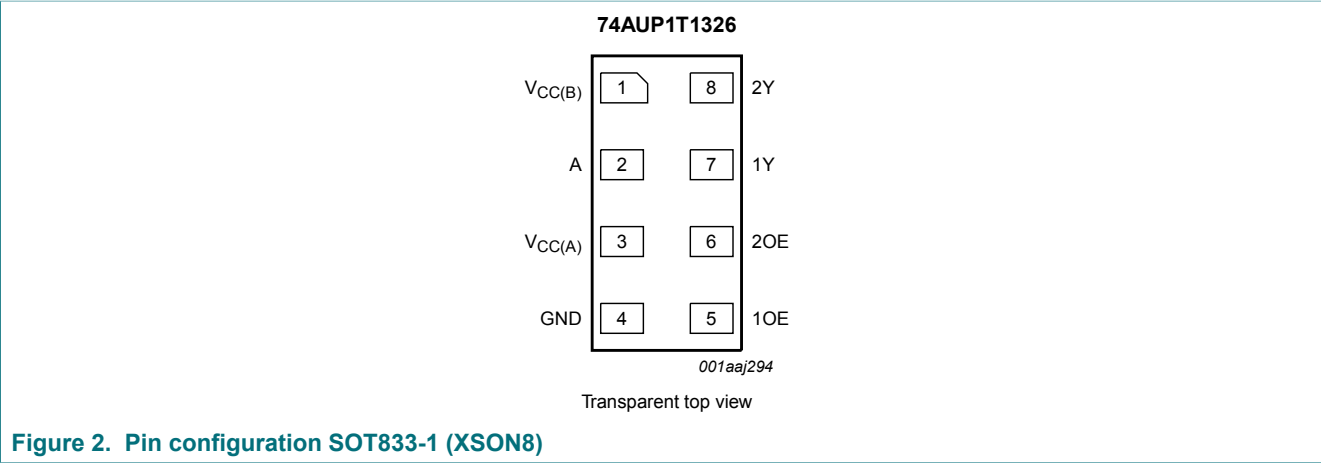 74AUP1T1326
VCC(B) 1 8 2Y
A 2 7 1Y
VCC(A) 3 6 2OE
GND 4 5 1OE
001aaj294
Transparent top view
Figure 2. Pin configuration SOT833-1 (XSON8)